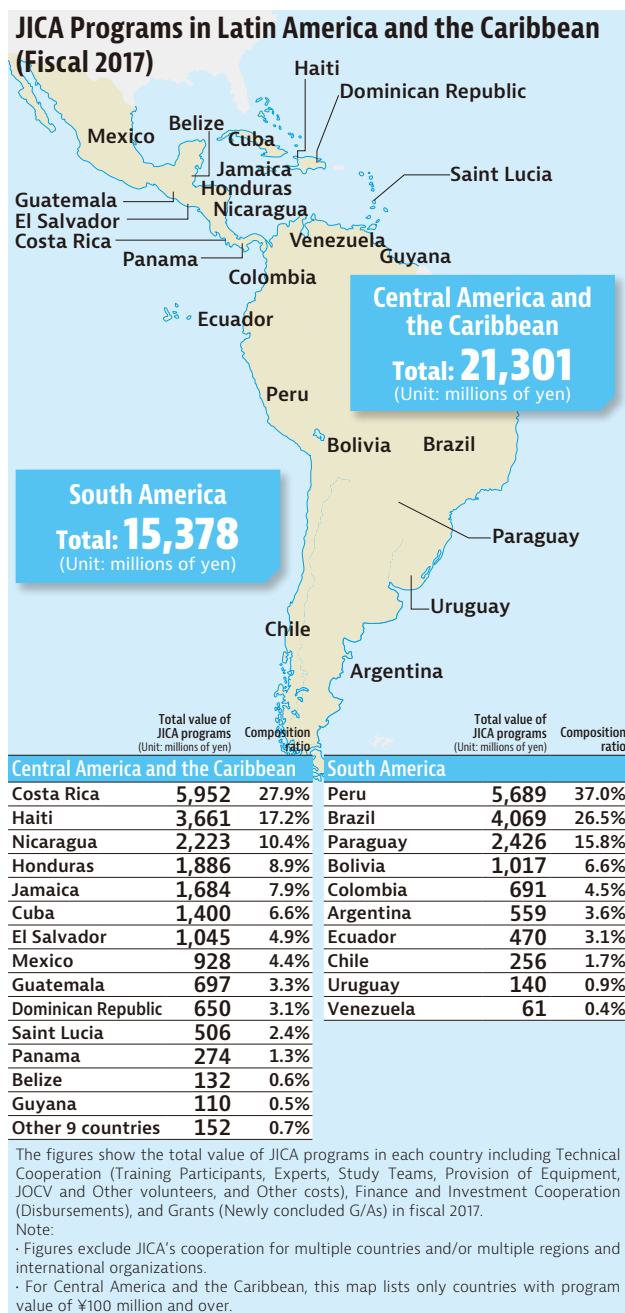 JICA Programs in Latin America and the Caribbean
(Fiscal 2017)
Haiti
Dominican Republic
Belize
Mexico
Cuba
Jamaica
Saint Lucia
Honduras
Guatemala
Nicaragua
El Salvador
Costa Rica
Venezuela
Panama
Guyana
Colombia
Central America and
the Caribbean
Total: 21,301
(Unit: millions of yen)
Ecuador
Peru
Bolivia
Brazil
South America
Total: 15,378
(Unit: millions of yen)
Paraguay
Uruguay
Chile
Argentina
Total value of
JICA programs
(Unit: millions of yen)
Composition
ratio
Central America and the Caribbean
Costa Rica 5,952 27.9%
Haiti 3,661 17.2%
Nicaragua 2,223 10.4%
Honduras 1,886 8.9%
Jamaica 1,684 7.9%
Cuba 1,400 6.6%
El Salvador 1,045 4.9%
Mexico 928 4.4%
Guatemala 697 3.3%
Dominican Republic 650 3.1%
Saint Lucia 506 2.4%
Panama 274 1.3%
Belize 132 0.6%
Guyana 110 0.5%
Other 9 countries 152 0.7%
Total value of
JICA programs
(Unit: millions of yen)
Composition
ratio
South America
Peru 5,689 37.0%
Brazil 4,069 26.5%
Paraguay 2,426 15.8%
Bolivia 1,017 6.6%
Colombia 691 4.5%
Argentina 559 3.6%
Ecuador 470 3.1%
Chile 256 1.7%
Uruguay 140 0.9%
Venezuela 61 0.4%
The figures show the total value of JICA programs in each country including Technical
Cooperation (Training Participants, Experts, Study Teams, Provision of Equipment,
JOCV and Other volunteers, and Other costs), Finance and Investment Cooperation
(Disbursements), and Grants (Newly concluded G/As) in fiscal 2017.
Note:
· Figures exclude JICA's cooperation for multiple countries and/or multiple regions and
international organizations.
· For Central America and the Caribbean, this map lists only countries with program
value of ¥100 million and over.